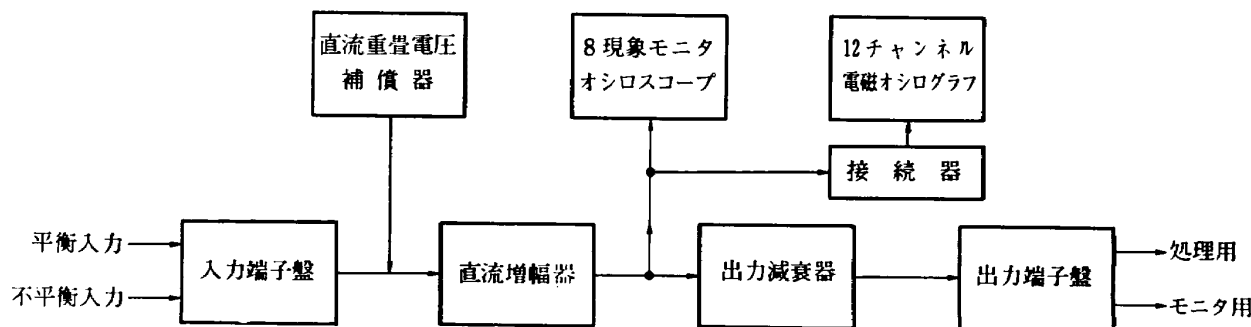 直流重畳電圧
補償器
8現象モニタ
オシロスコープ
12チャンネル
電磁オシログラフ
接続器
平衡入力
不平衡入力
入力端子盤
直流増幅器
出力減衰器
出力端子盤
処理用
モニタ用